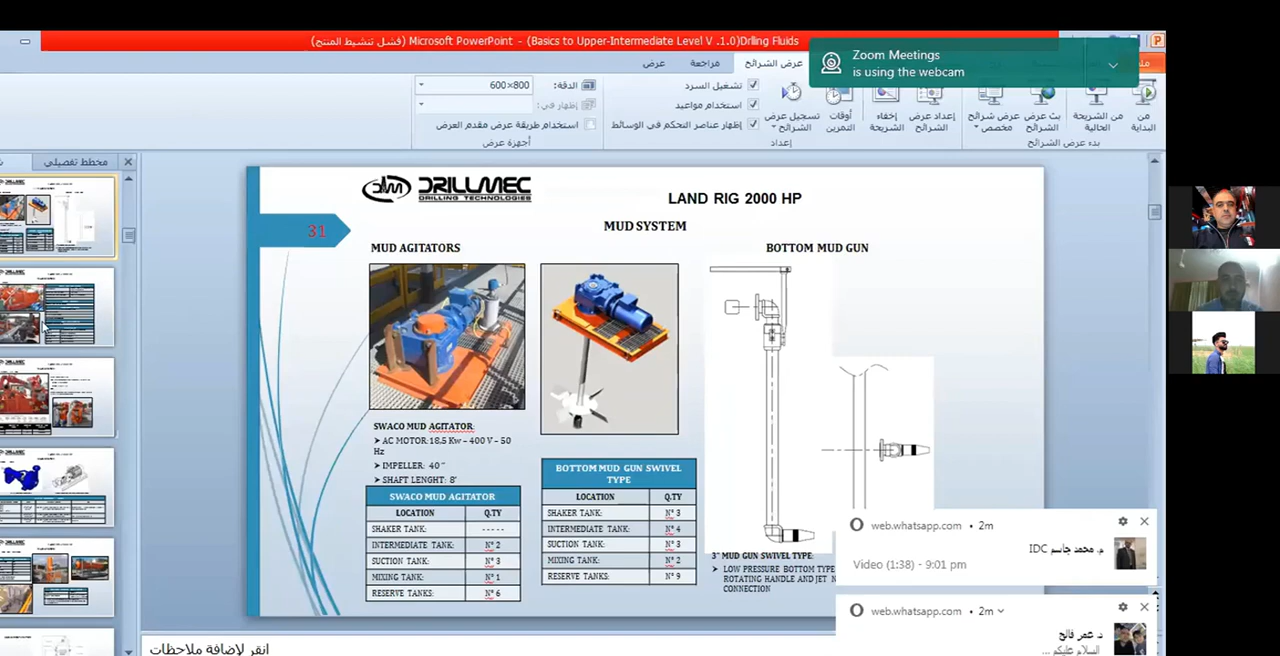 (Basics to Upper-Intermediate Level V .1.0)Drlling Fluids - Microsoft PowerPoint (فشل تنشيط المنتج)
Zoom Meetings
is using the webcam
عرض الشرائح
مراجعة
عرض
من البداية
من الشريحة الحالية
بث عرض الشرائح
عرض شرائح مخصص
بدء عرض الشرائح
إعداد عرض الشرائح
إخفاء الشريحة
أوقات التمرين
تسجيل عرض الشرائح
تشغيل السرد
استخدام مواعيد
إظهار عناصر التحكم في الوسائط
إعداد
الدقة:
600×800
إظهار في:
استخدام طريقة عرض مقدم العرض
أجهزة عرض
مخطط تفصيلي
31
DRILLMEC
DRILLING TECHNOLOGIES
LAND RIG 2000 HP
MUD SYSTEM
MUD AGITATORS
BOTTOM MUD GUN
SWACO MUD AGITATOR:
AC MOTOR:18.5 Kw – 400 V – 50
Hz
IMPELLER: 40 "
SHAFT LENGHT: 8'
SWACO MUD AGITATOR
LOCATION Q.TY
SHAKER TANK: -----
INTERMEDIATE TANK: N° 2
SUCTION TANK: N° 3
MIXING TANK: N° 1
RESERVE TANKS: N° 6
BOTTOM MUD GUN SWIVEL
TYPE
LOCATION Q.TY
SHAKER TANK: N° 3
INTERMEDIATE TANK: N° 4
SUCTION TANK: N° 3
MIXING TANK: N° 2
RESERVE TANKS: N° 9
3" MUD GUN SWIVEL TYPE:
LOW PRESSURE BOTTOM TYPE
ROTATING HANDLE AND JET N
CONNECTION
web.whatsapp.com • 2m
م. محمد جاسم IDC
Video (1:38) - 9:01 pm
web.whatsapp.com • 2m
د. عمر فالح
السلام عليكم ...
انقر لإضافة ملاحظات